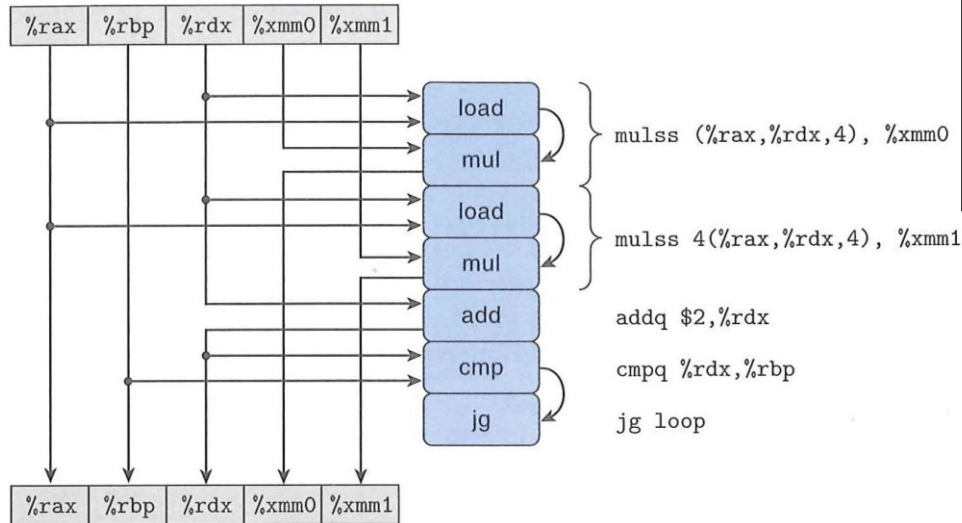 %rax %rbp %rdx %xmm0 %xmm1
load
mulss (%rax,%rdx,4), %xmm0
mul
load
mulss 4(%rax,%rdx,4), %xmm1
mul
add addq $2,%rdx
cmp cmpq %rdx,%rbp
jg jg loop
%rax %rbp %rdx %xmm0 %xmm1